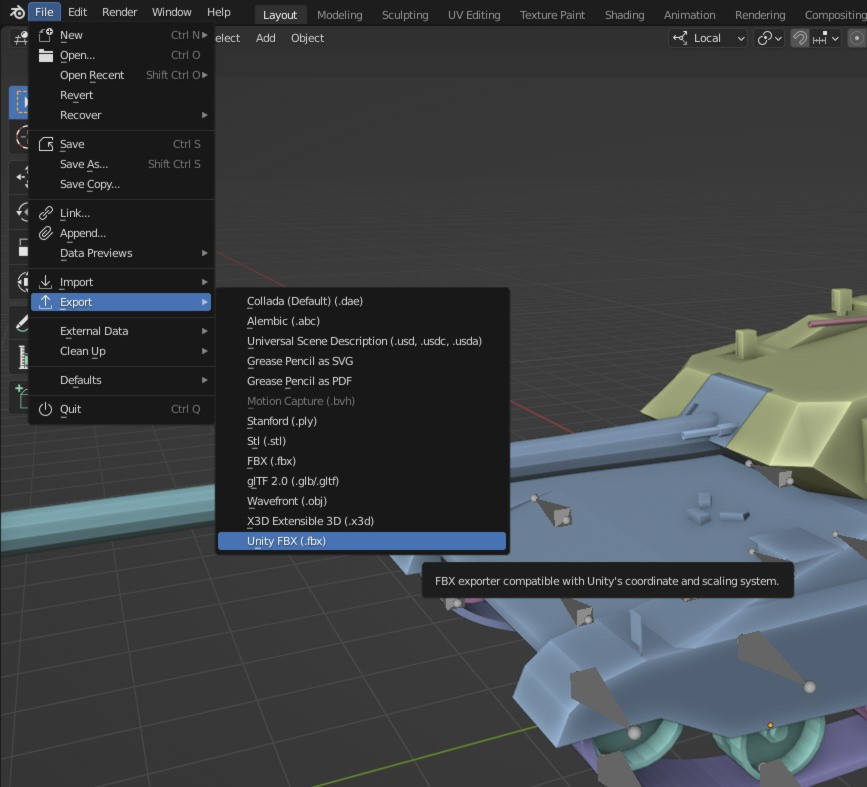 File Edit Render Window Help Layout Modeling Sculpting UV Editing Texture Paint Shading Animation Rendering Compositing
elect Add Object Local
New Ctrl N
Open... Ctrl O
Open Recent Shift Ctrl O
Revert
Recover
Save Ctrl S
Save As... Shift Ctrl S
Save Copy...
Link...
Append...
Data Previews
Import
Export
External Data
Clean Up
Defaults
Quit Ctrl Q
Collada (Default) (.dae)
Alembic (.abc)
Universal Scene Description (.usd, .usdc, .usda)
Grease Pencil as SVG
Grease Pencil as PDF
Motion Capture (.bvh)
Stanford (.ply)
Stl (.stl)
FBX (.fbx)
glTF 2.0 (.glb/.gltf)
Wavefront (.obj)
X3D Extensible 3D (.x3d)
Unity FBX (.fbx)
FBX exporter compatible with Unity's coordinate and scaling system.